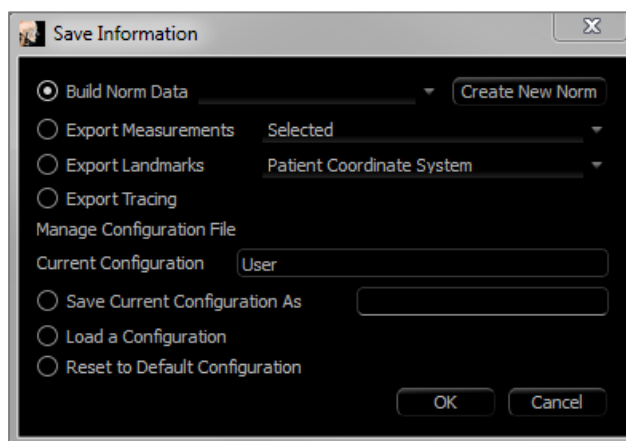 Save Information
Build Norm Data Create New Norm
Export Measurements Selected
Export Landmarks Patient Coordinate System
Export Tracing
Manage Configuration File
Current Configuration User
Save Current Configuration As
Load a Configuration
Reset to Default Configuration
OK Cancel